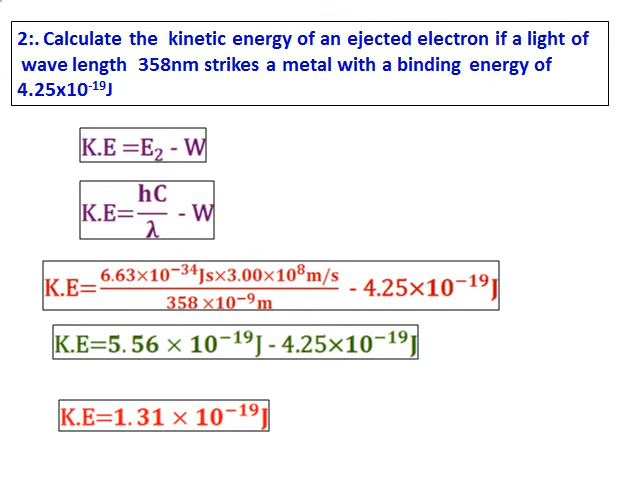 2:. Calculate the kinetic energy of an ejected electron if a light of
wave length 358nm strikes a metal with a binding energy of
4.25x10⁻¹⁹J
K.E =E₂ - W
K.E=hC/λ - W
K.E=6.63×10⁻³⁴Js×3.00×10⁸m/s / 358 ×10⁻⁹m - 4.25×10⁻¹⁹J
K.E=5.56 × 10⁻¹⁹J - 4.25×10⁻¹⁹J
K.E=1.31 × 10⁻¹⁹J